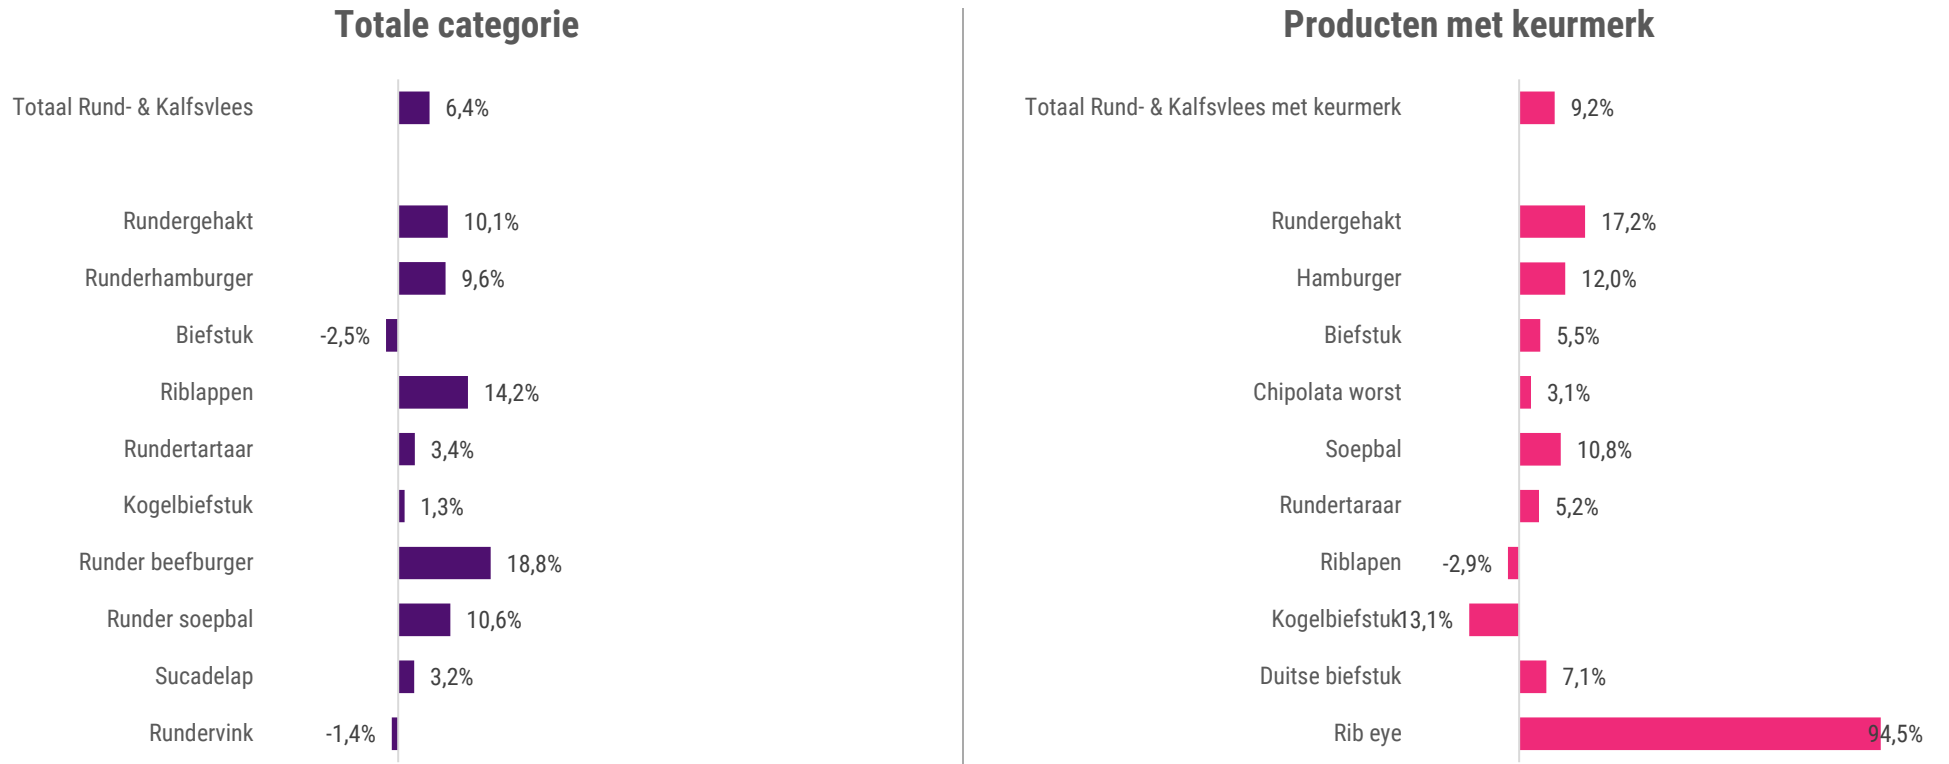 Totale categorie
Totaal Rund- & Kalfsvlees 6,4%
Rundergehakt 10,1%
Runderhamburger 9,6%
Biefstuk -2,5%
Riblappen 14,2%
Rundertartaar 3,4%
Kogelbiefstuk 1,3%
Runder beefburger 18,8%
Runder soepbal 10,6%
Sucadelap 3,2%
Rundervink -1,4%
Producten met keurmerk
Totaal Rund- & Kalfsvlees met keurmerk 9,2%
Rundergehakt 17,2%
Hamburger 12,0%
Biefstuk 5,5%
Chipolata worst 3,1%
Soepbal 10,8%
Rundertaraar 5,2%
Riblapen -2,9%
Kogelbiefstuk 13,1%
Duitse biefstuk 7,1%
Rib eye 94,5%